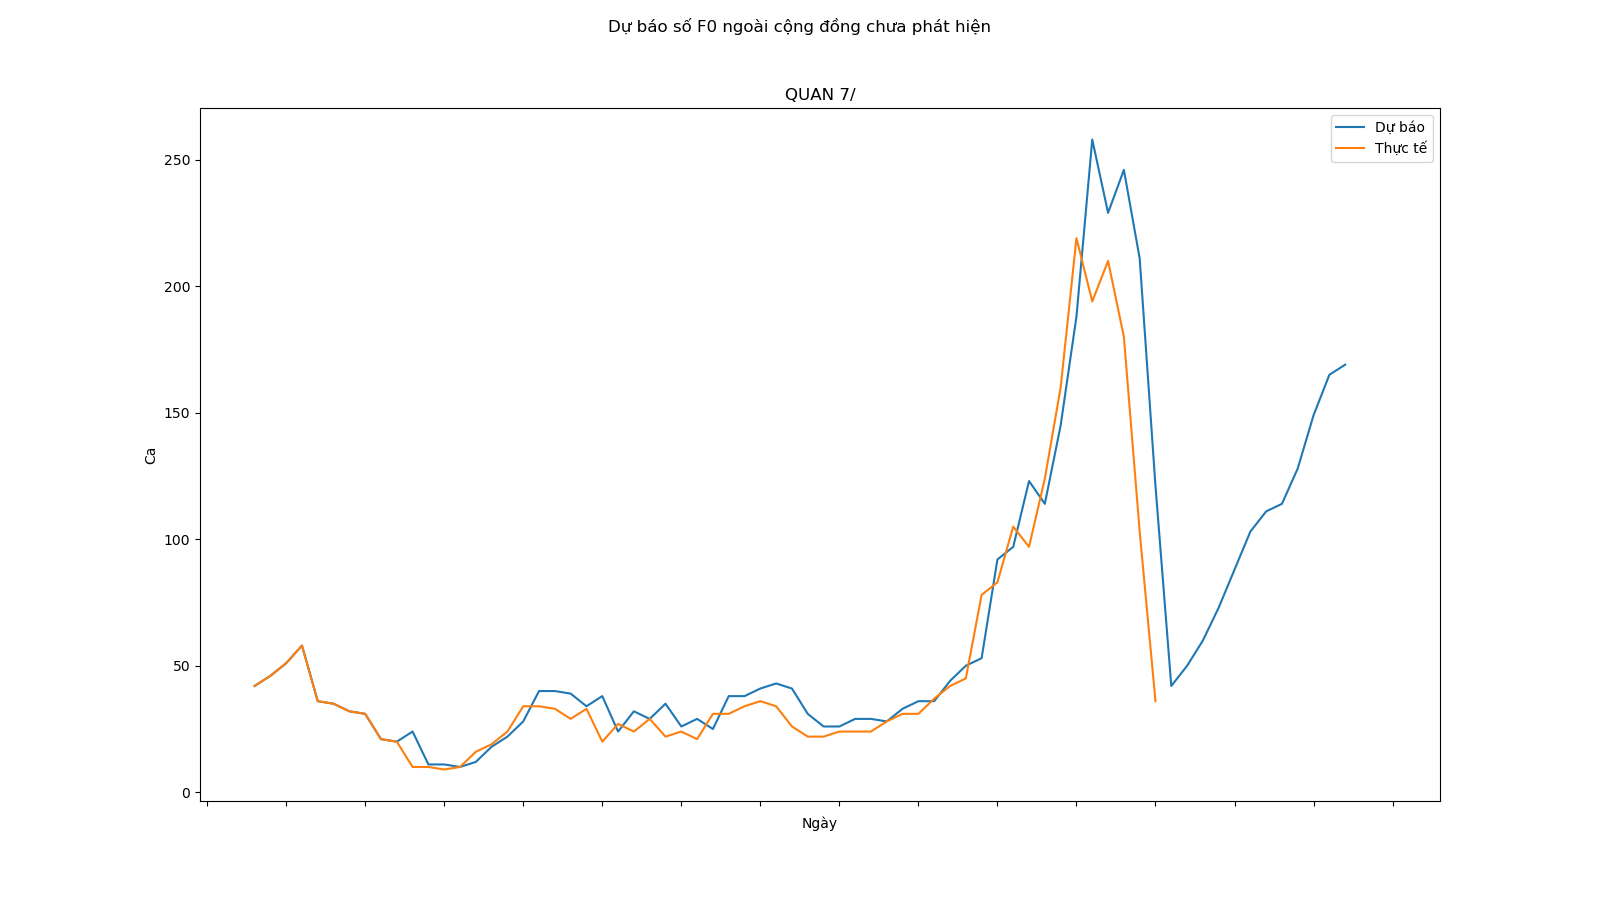 Dự báo số F0 ngoài cộng đồng chưa phát hiện
QUAN 7/
Dự báo
Thực tế
250
200
150
100
50
0
Ca
Ngày